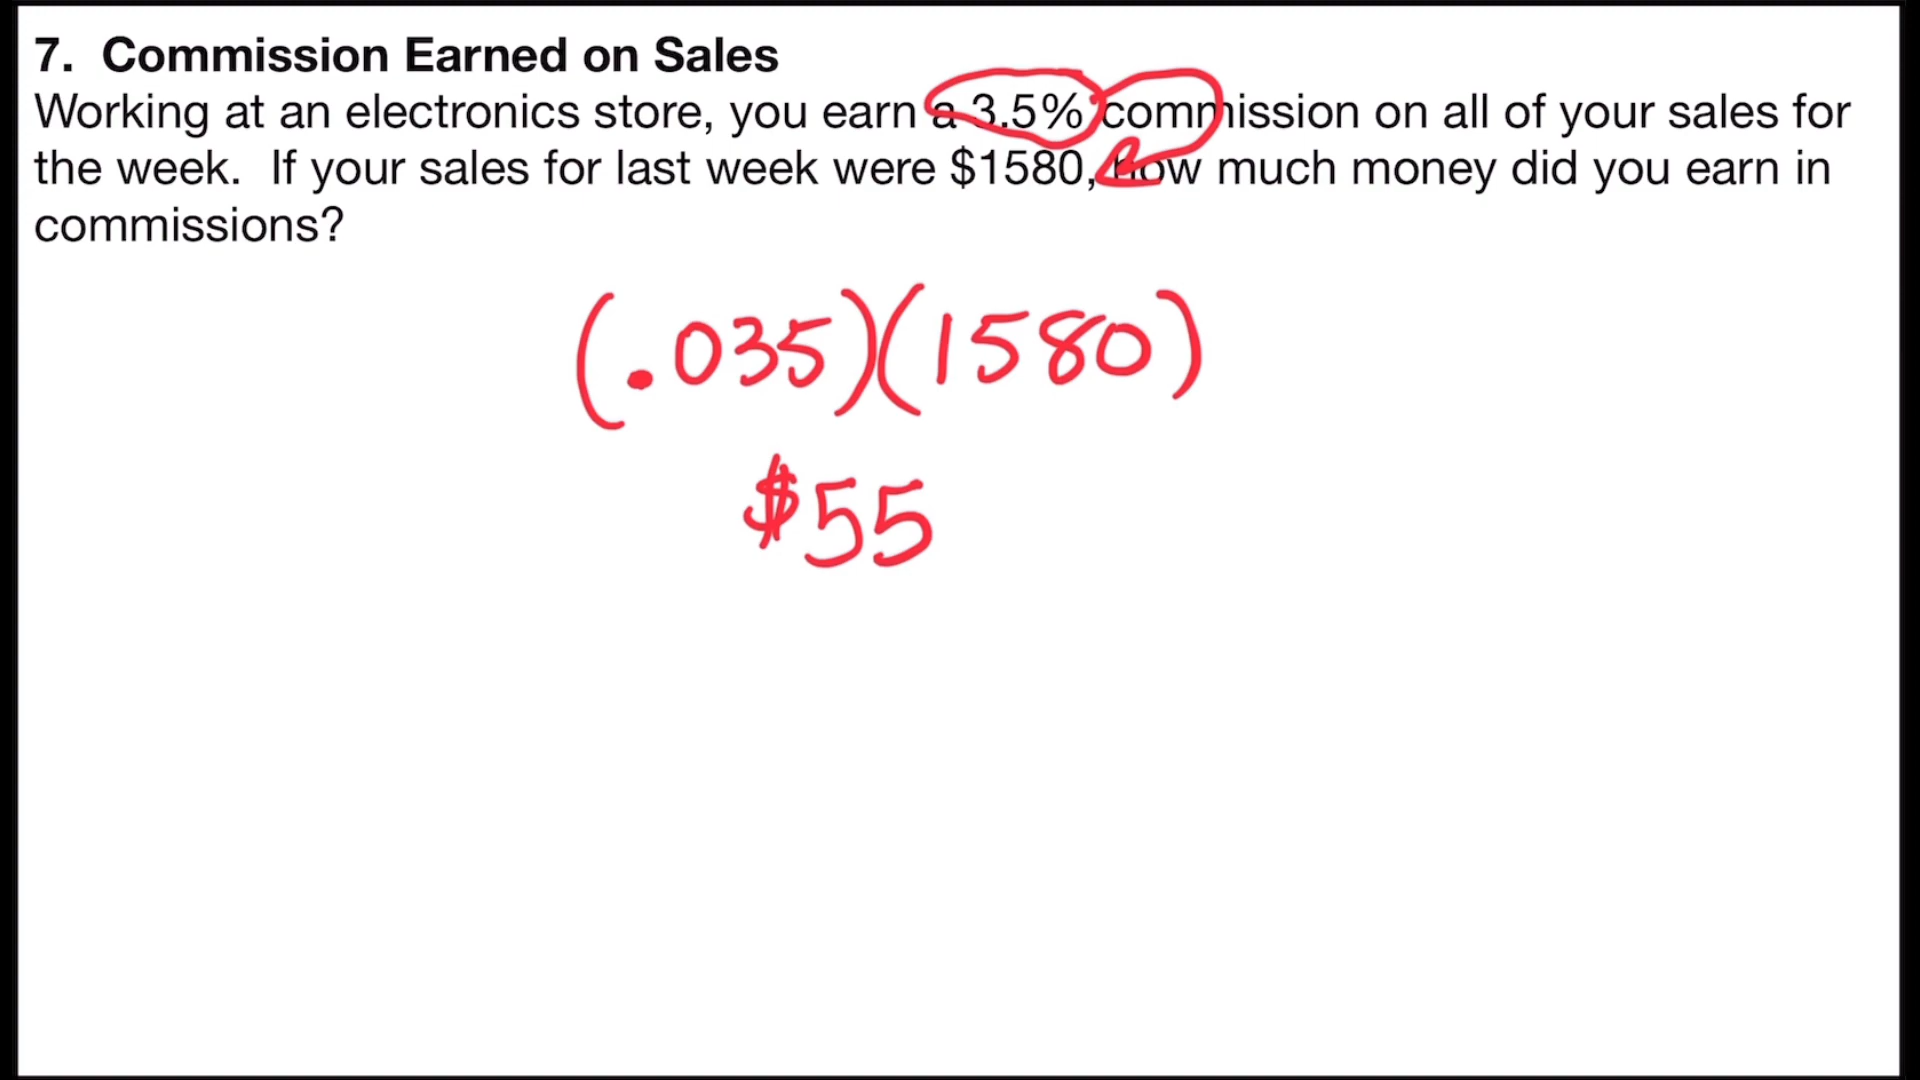 7. Commission Earned on Sales
Working at an electronics store, you earn a 3.5% commission on all of your sales for
the week. If your sales for last week were $1580, how much money did you earn in
commissions?
(.035)(1580)
$55